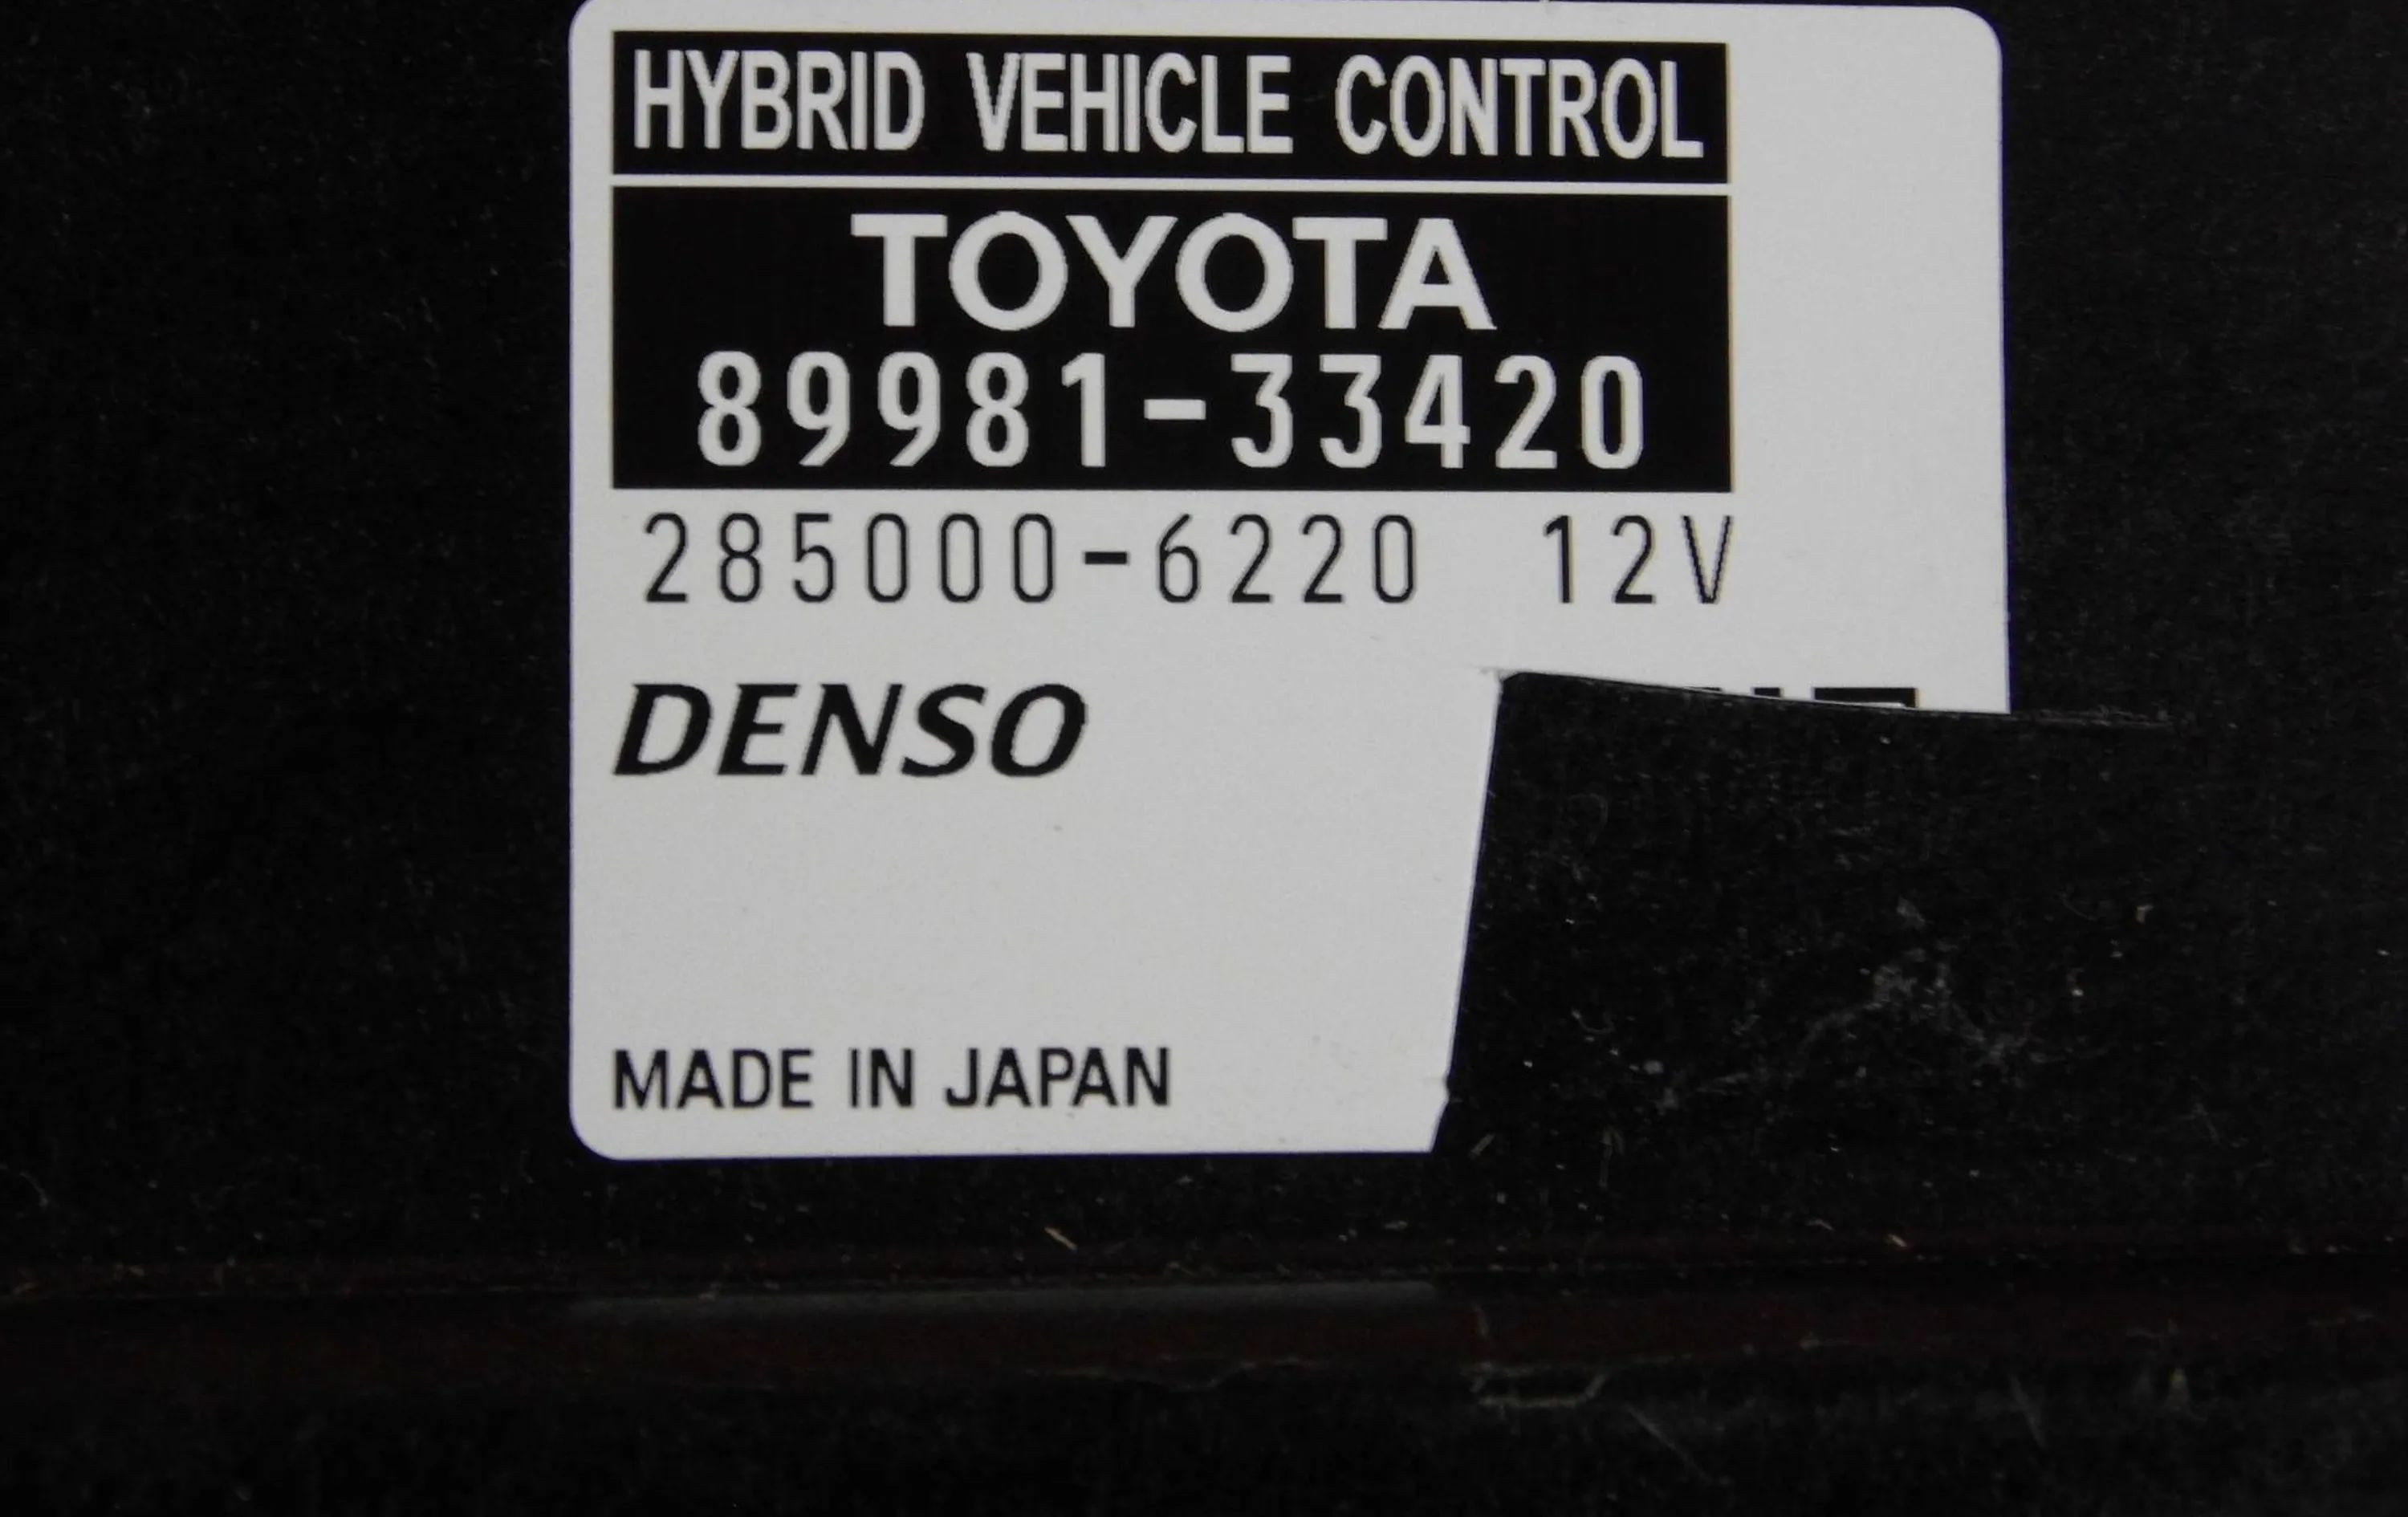 HYBRID VEHICLE CONTROL
TOYOTA
89981-33420
285000-6220 12V
DENSO
MADE IN JAPAN